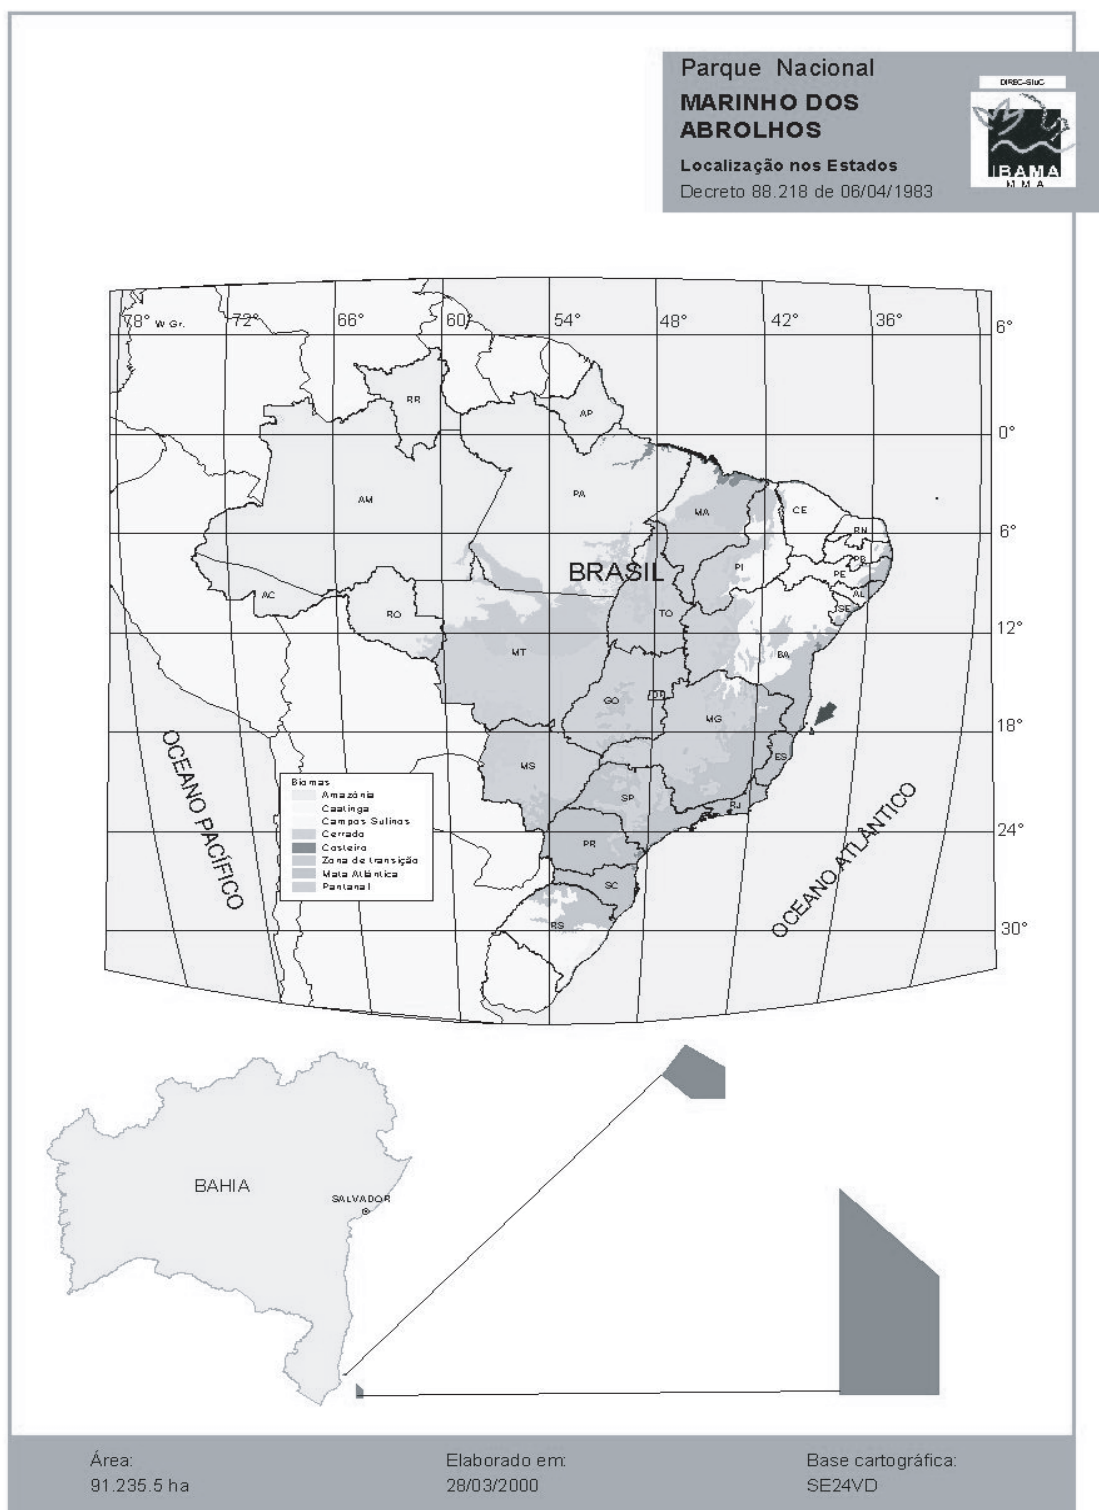 Parque Nacional
MARINHO DOS
ABROLHOS
Localização nos Estados
Decreto 88.218 de 06/04/1983
DIREC-SIUC
IBAMA
M M A
78° W Gr.
72°
66°
60°
54°
48°
42°
36°
6°
0°
6°
12°
18°
24°
30°
RR
AP
AM
PA
MA
CE
RN
PB
PE
AL
SE
PI
BRASIL
AC
RO
TO
MT
BA
GO
DF
MG
ES
MS
SP
RJ
PR
SC
RS
OCEANO PACÍFICO
OCEANO ATLÂNTICO
Biomas
Amazônia
Caatinga
Campos Sulinos
Cerrado
Costeiro
Zona de transição
Mata Atlântica
Pantanal
BAHIA
SALVADOR
Área:
91.235.5 ha
Elaborado em:
28/03/2000
Base cartográfica:
SE24VD